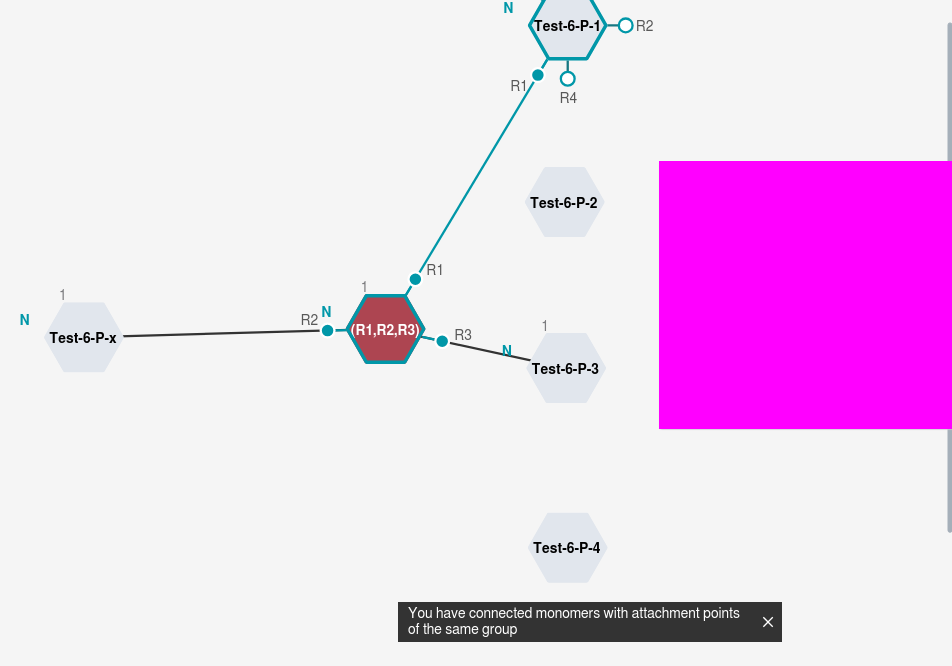 N
Test-6-P-1
R2
R1
R4
Test-6-P-2
R1
1
1
N
R2
N
Test-6-P-x
(R1,R2,R3)
R3
1
N
Test-6-P-3
Test-6-P-4
You have connected monomers with attachment points
of the same group